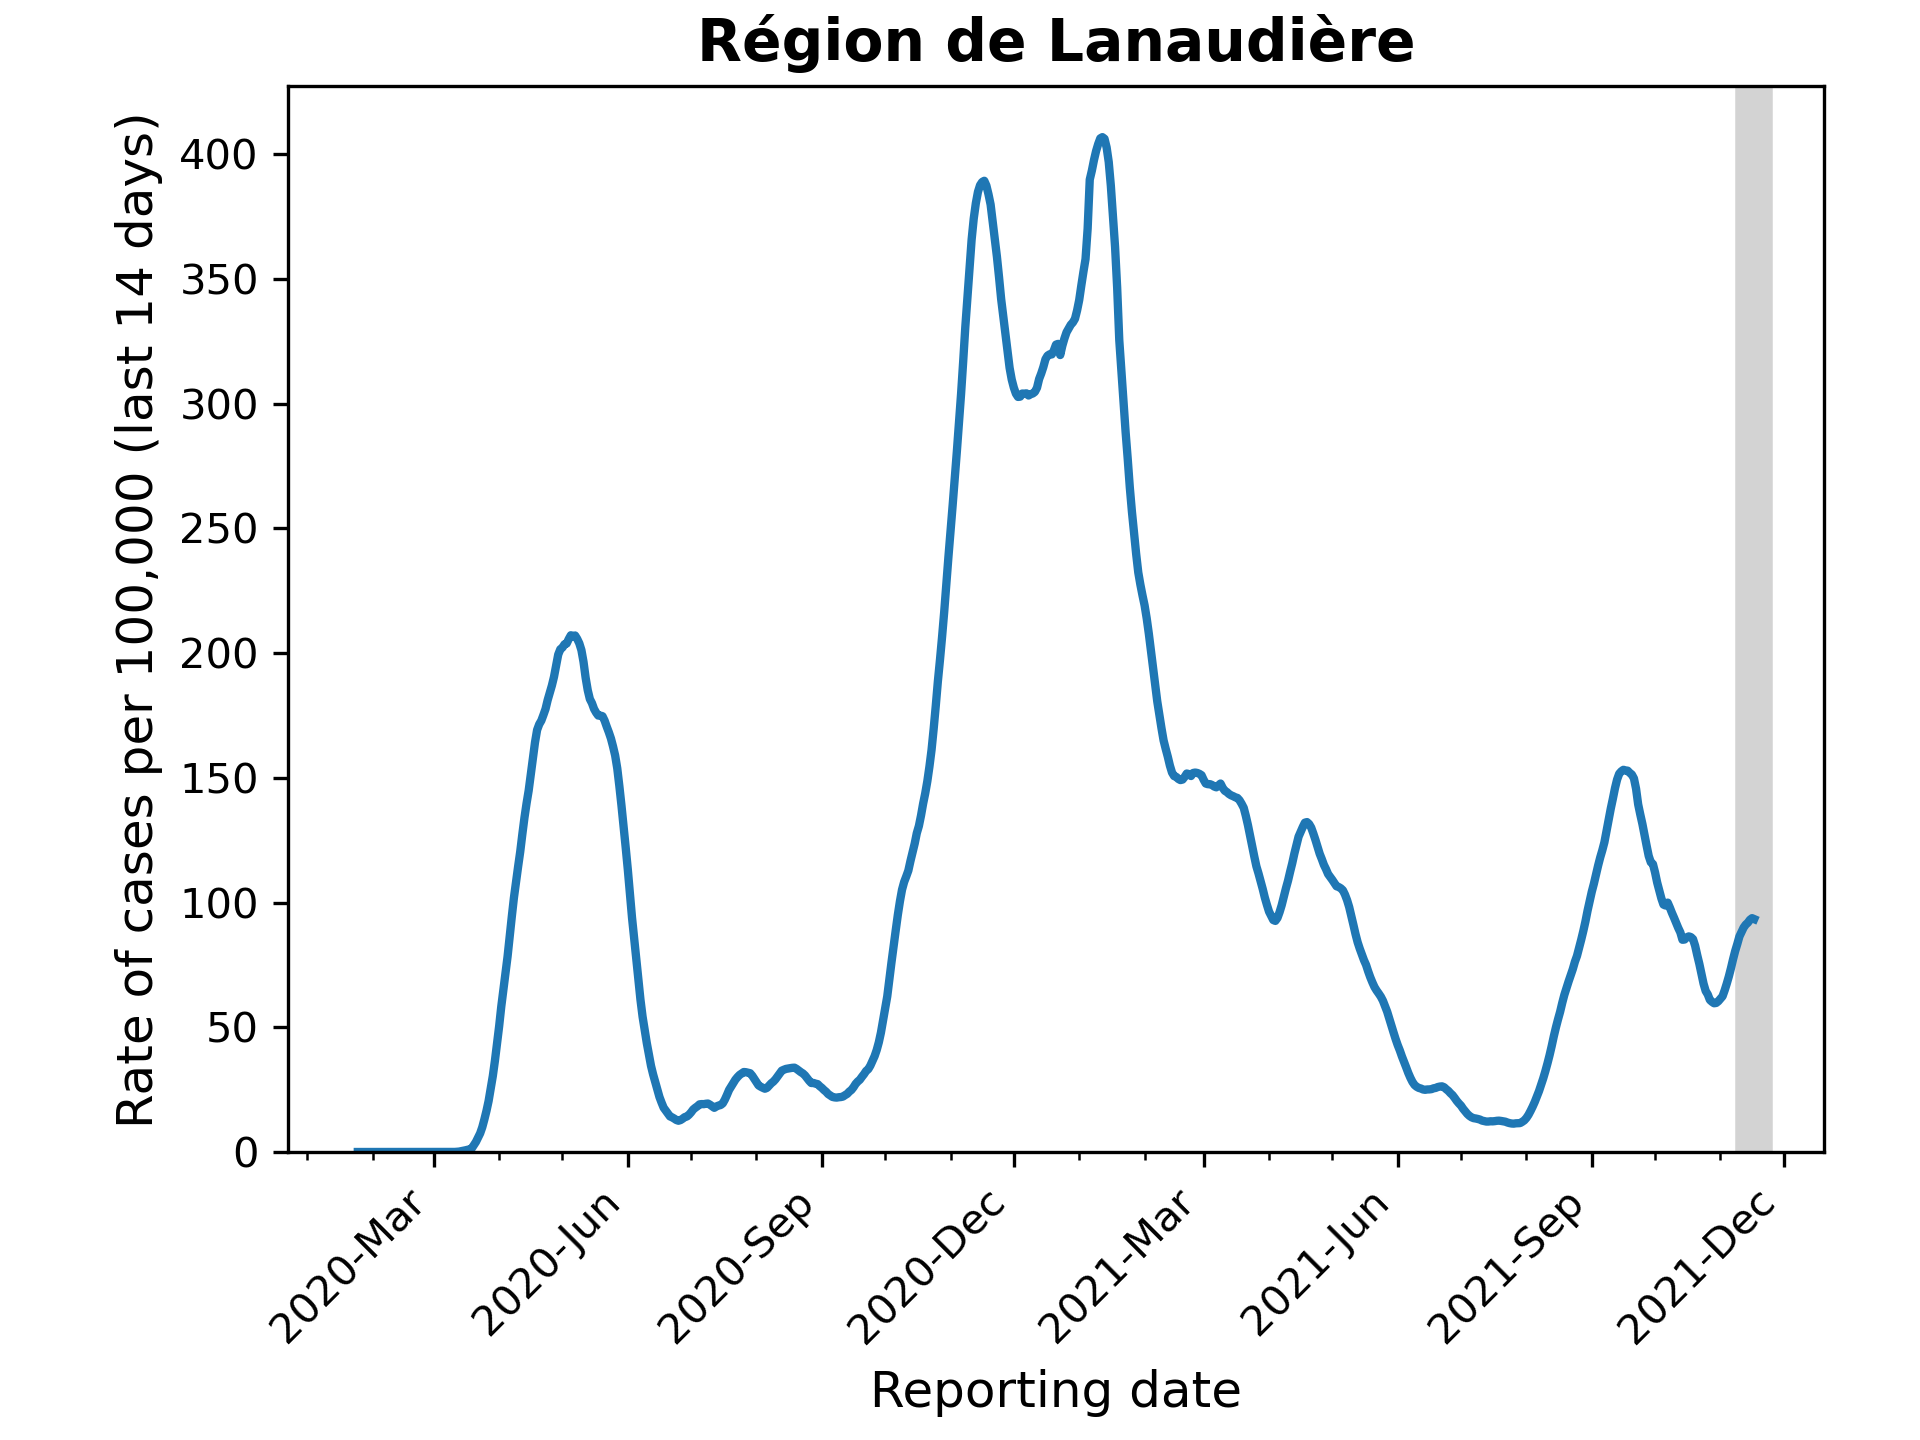 Région de Lanaudière
Rate of cases per 100,000 (last 14 days)
400
350
300
250
200
150
100
50
0
2020-Mar
2020-Jun
2020-Sep
2020-Dec
2021-Mar
2021-Jun
2021-Sep
2021-Dec
Reporting date